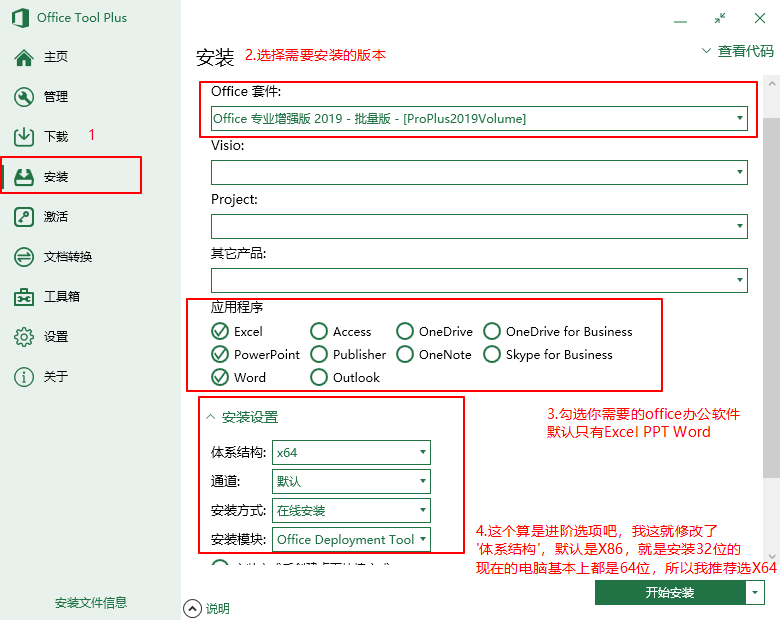 Office Tool Plus
主页
管理
下载 1
安装
激活
文档转换
工具箱
设置
关于
安装文件信息
安装 2.选择需要安装的版本
查看代码
Office 套件:
Office 专业增强版 2019 - 批量版 - [ProPlus2019Volume]
Visio:
Project:
其它产品:
应用程序
Excel Access OneDrive OneDrive for Business
PowerPoint Publisher OneNote Skype for Business
Word Outlook
安装设置
3.勾选你需要的office办公软件
默认只有Excel PPT Word
体系结构: x64
通道: 默认
安装方式: 在线安装
安装模块: Office Deployment Tool
4.这个算是进阶选项吧，我这就修改了
'体系结构'，默认是X86，就是安装32位的
现在的电脑基本上都是64位，所以我推荐选X64
开始安装
说明